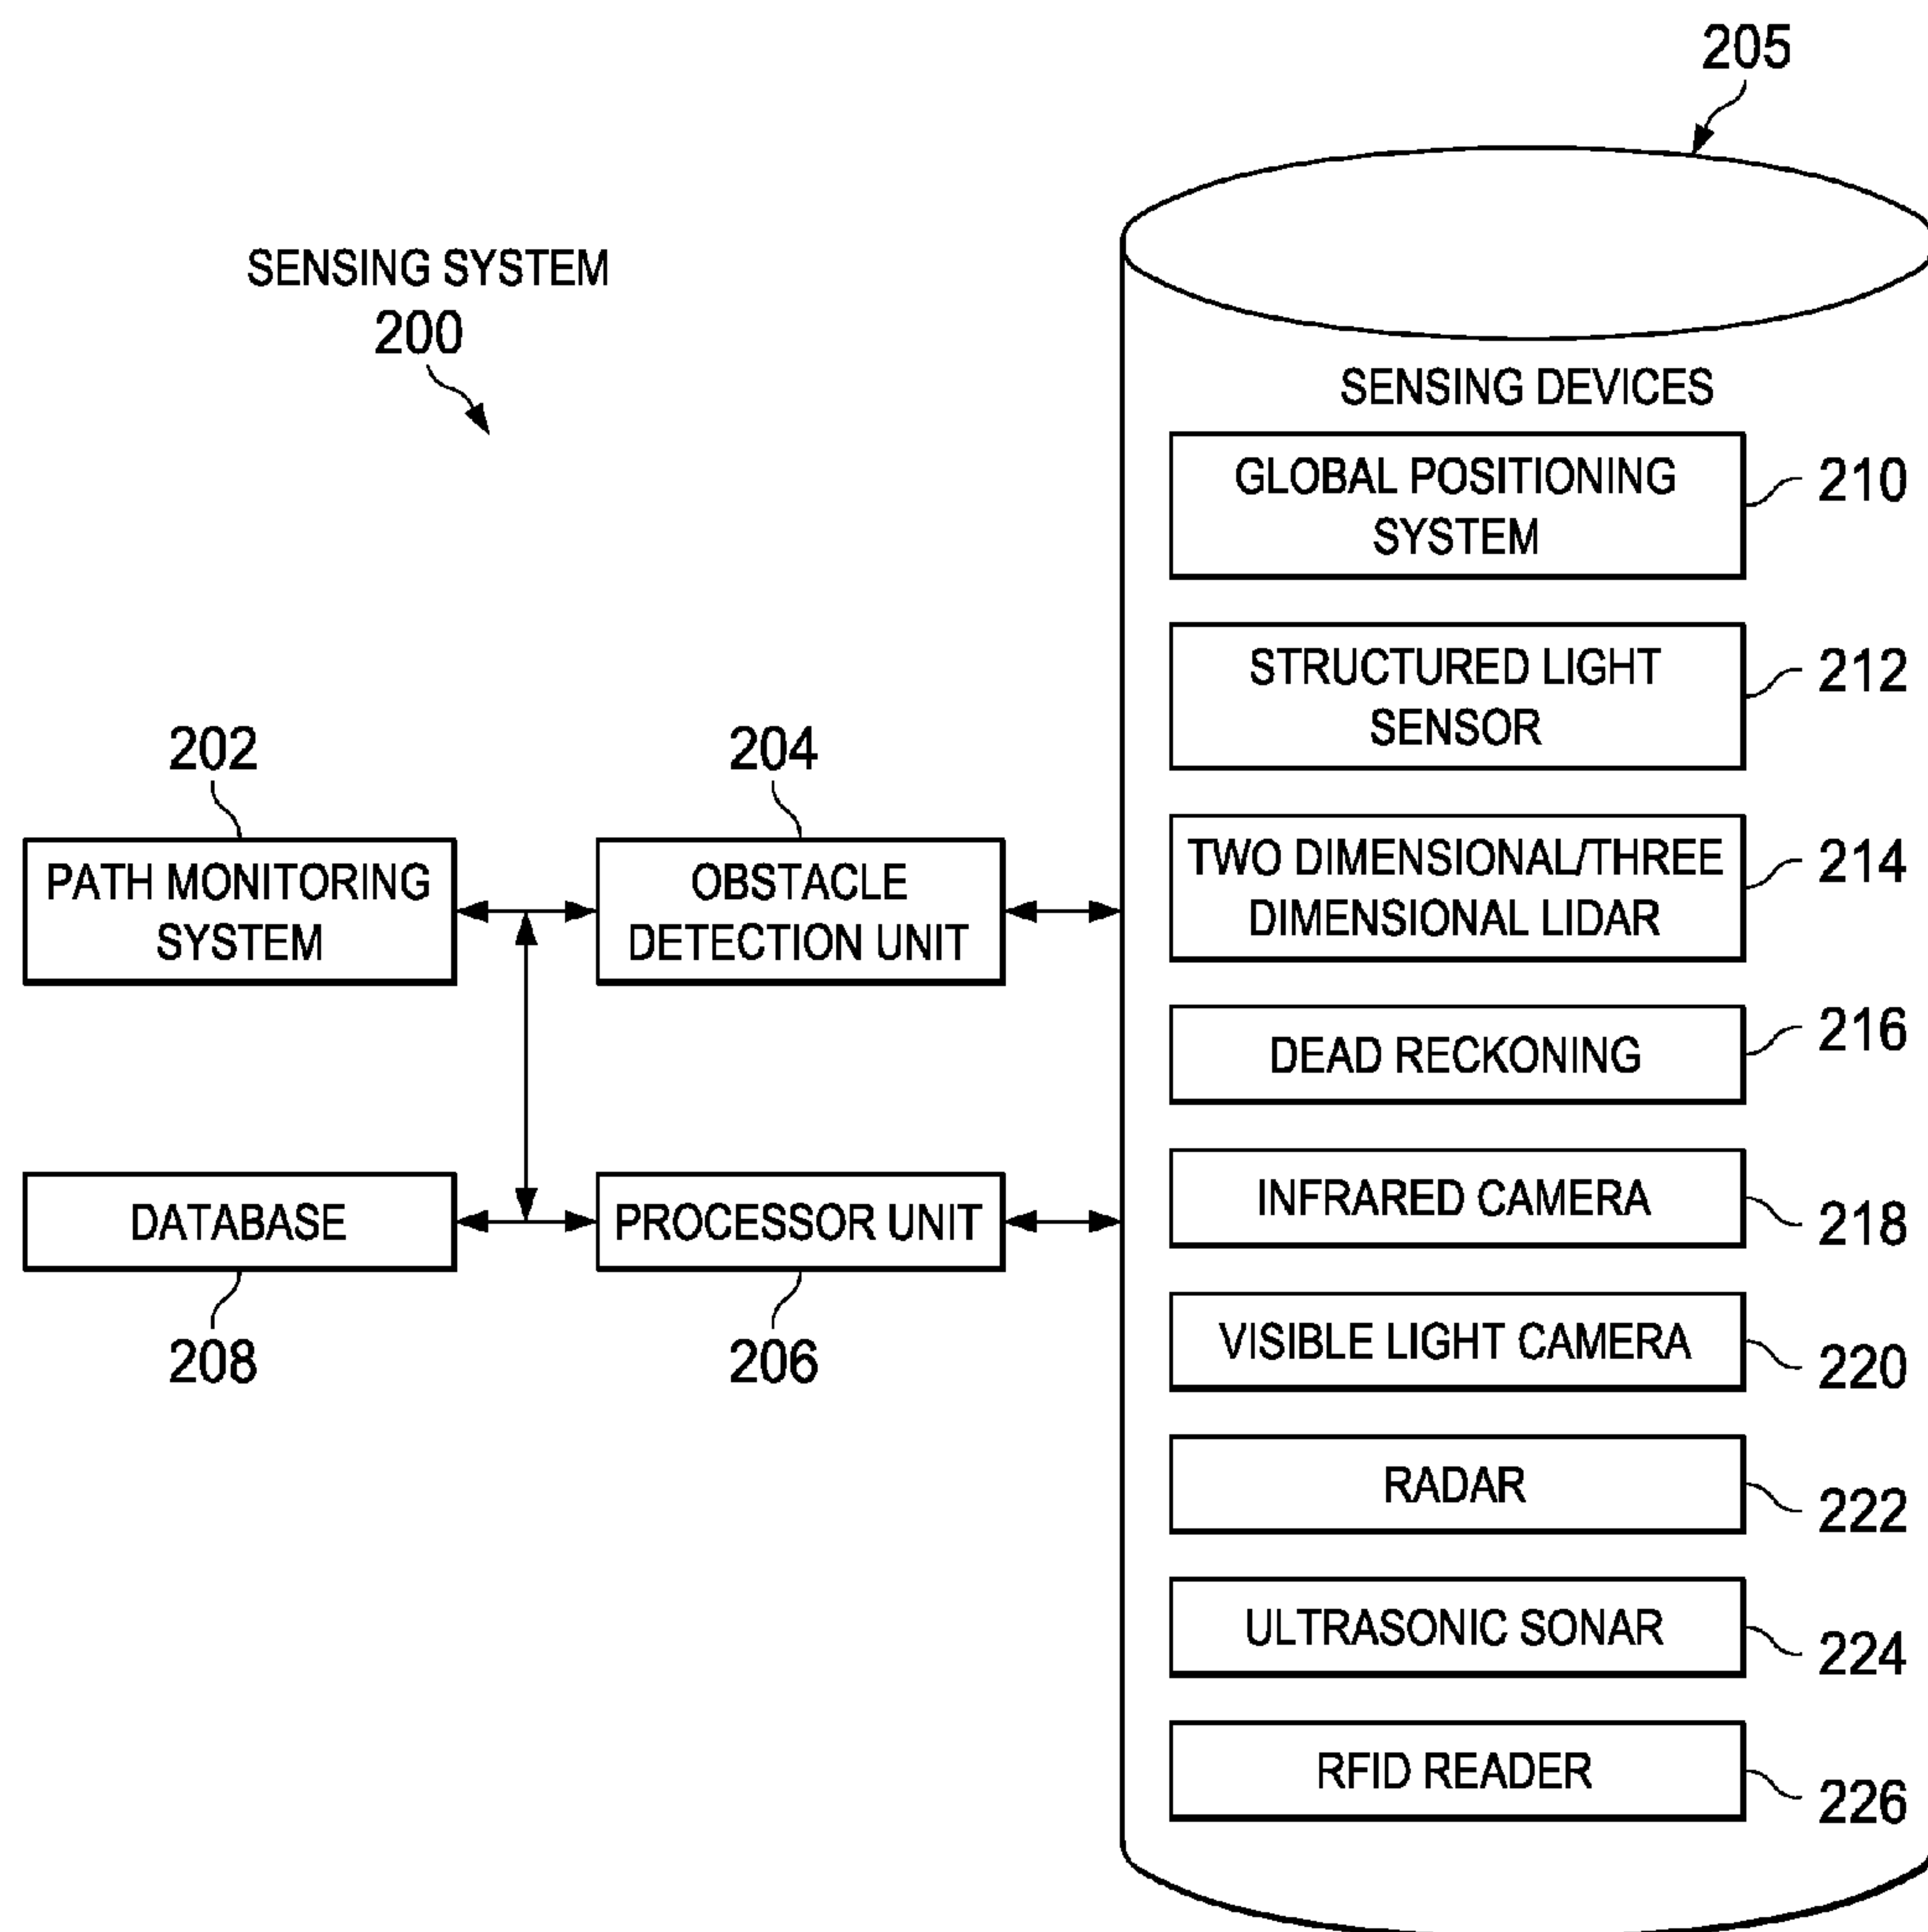 205
SENSING SYSTEM
200
SENSING DEVICES
GLOBAL POSITIONING
SYSTEM
210
STRUCTURED LIGHT
SENSOR
212
202
204
PATH MONITORING
SYSTEM
OBSTACLE
DETECTION UNIT
TWO DIMENSIONAL/THREE
DIMENSIONAL LIDAR
214
DEAD RECKONING
216
DATABASE
208
PROCESSOR UNIT
206
INFRARED CAMERA
218
VISIBLE LIGHT CAMERA
220
RADAR
222
ULTRASONIC SONAR
224
RFID READER
226